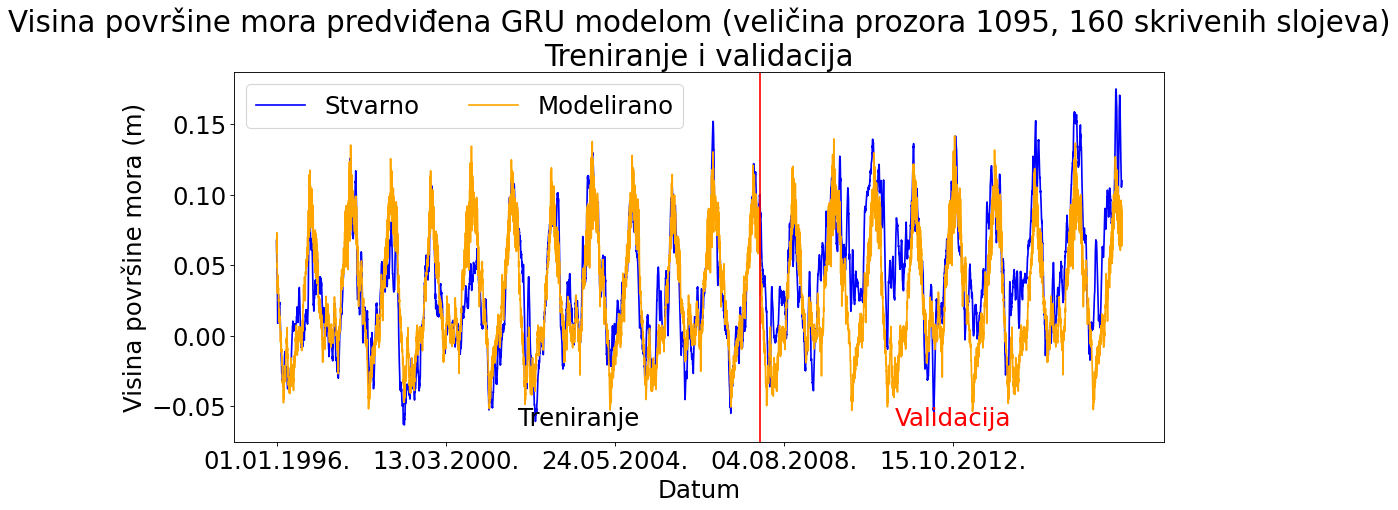 Visina površine mora predviđena GRU modelom (veličina prozora 1095, 160 skrivenih slojeva)
Treniranje i validacija
Stvarno
Modelirano
Visina površine mora (m)
0.15
0.10
0.05
0.00
−0.05
Treniranje
Validacija
01.01.1996.
13.03.2000.
24.05.2004.
04.08.2008.
15.10.2012.
Datum